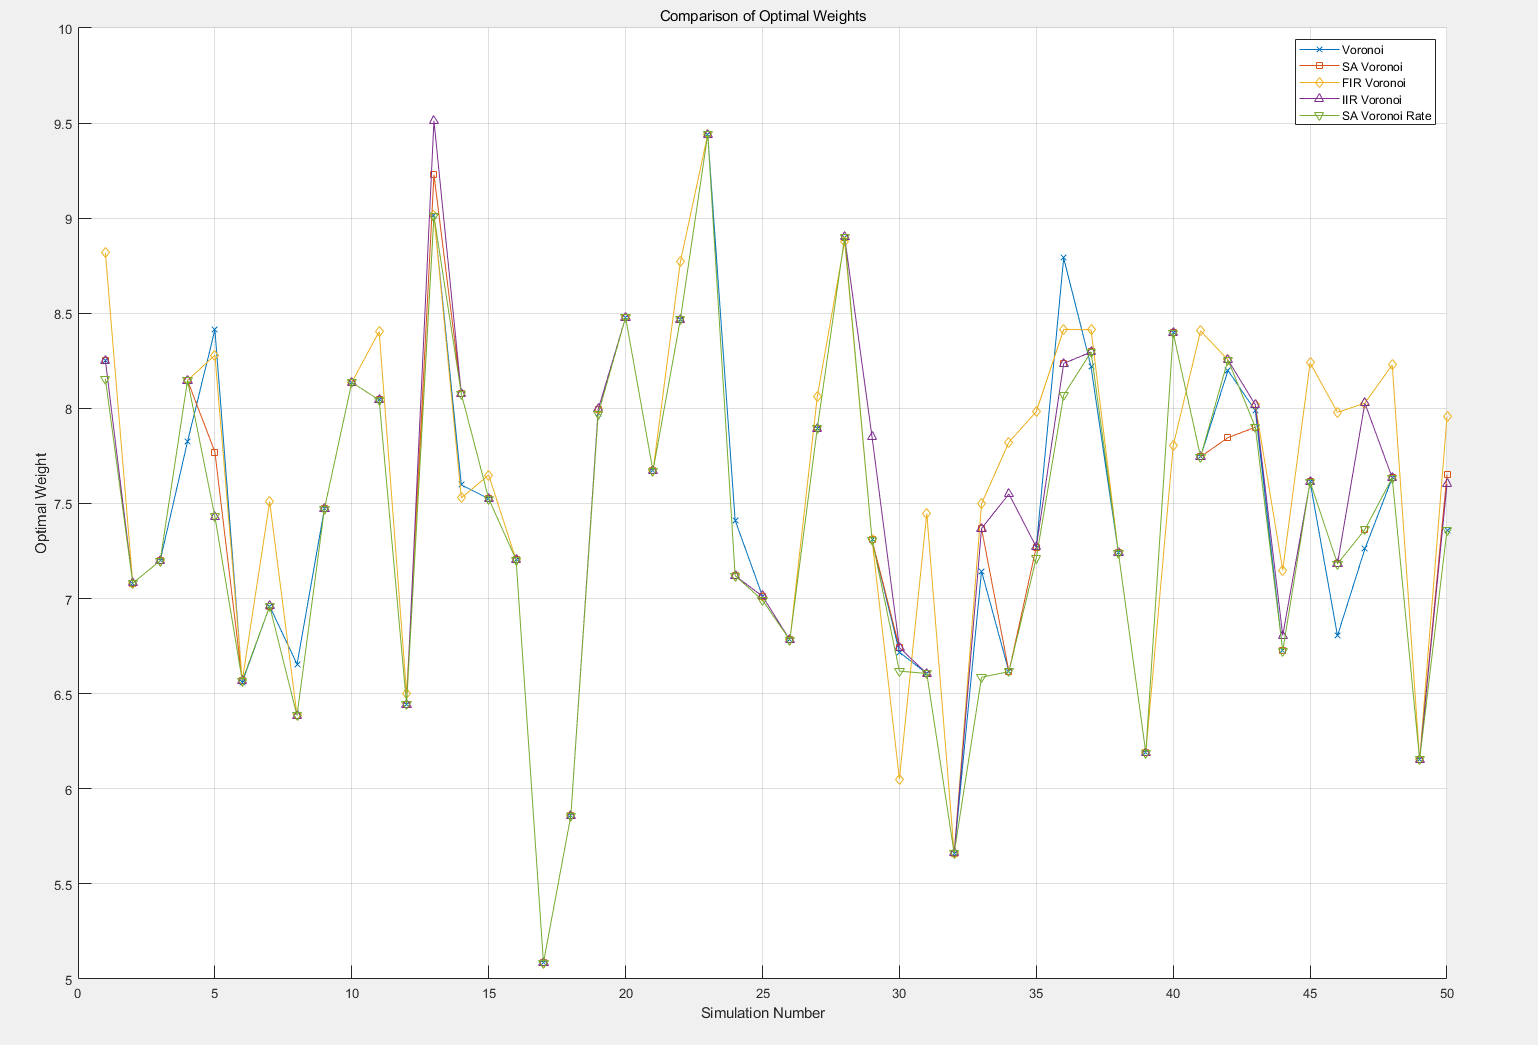 Comparison of Optimal Weights
10
9.5
9
8.5
8
7.5
7
6.5
6
5.5
5
Optimal Weight
Voronoi
SA Voronoi
FIR Voronoi
IIR Voronoi
SA Voronoi Rate
0 5 10 15 20 25 30 35 40 45 50
Simulation Number